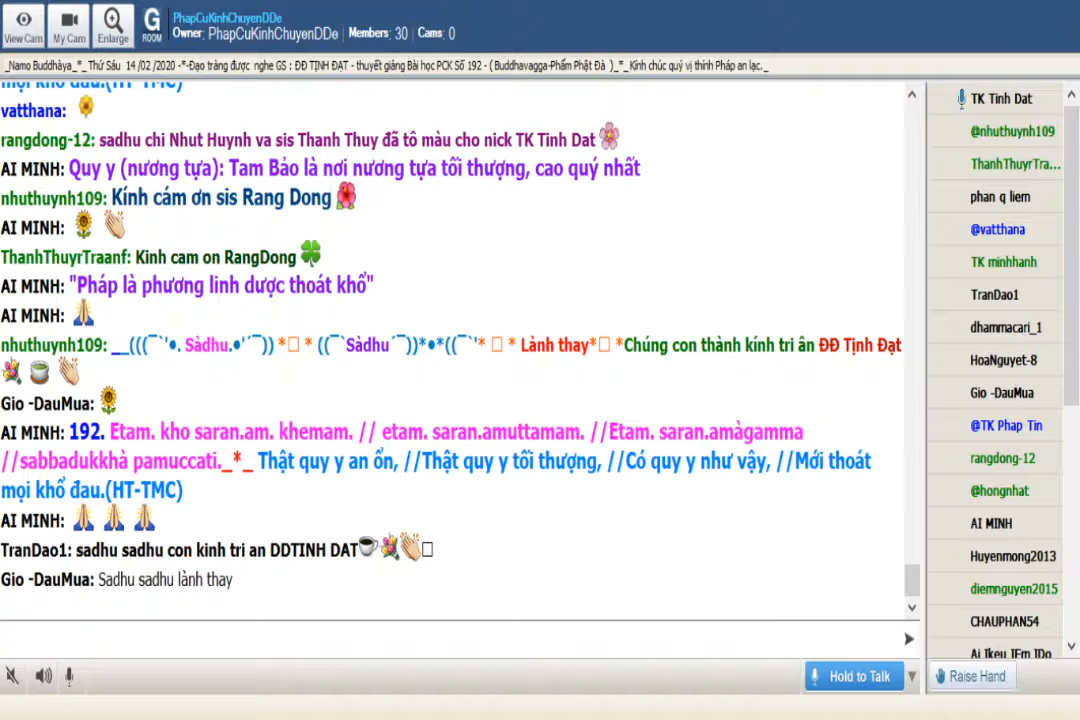 PhapCuKinhChuyenDDe
Owner: PhapCuKinhChuyenDDe Members: 30 Cams: 0
View Cam My Cam Enlarge G ROOM
_Namo Buddhàya_*_ Thứ Sáu 14 /02 /2020 -*-Đạo tràng được nghe GS : ĐĐ TỊNH ĐẠT - thuyết giảng Bài học PCK Số 192 - ( Buddhavagga-Phẩm Phật Đà )_*_ Kính chúc quý vị thính Pháp an lạc._
mọi khổ đau.(HT-TMC)
vatthana:
rangdong-12: sadhu chi Nhut Huynh va sis Thanh Thuy đã tô màu cho nick TK Tinh Dat
AI MINH: Quy y (nương tựa): Tam Bảo là nơi nương tựa tối thượng, cao quý nhất
nhuthuynh109: Kính cám ơn sis Rang Dong
AI MINH:
ThanhThuyrTraanf: Kinh cam on RangDong
AI MINH: "Pháp là phương linh dược thoát khổ"
AI MINH:
nhuthuynh109: __(((¯`'•. Sàdhu.•'´¯)) *□ * ((¯`Sàdhu´¯))*•*((¯`'* □ * Lành thay*□ *Chúng con thành kính tri ân ĐĐ Tịnh Đạt
Gio -DauMua:
AI MINH: 192. Etam. kho saran.am. khemam. // etam. saran.amuttamam. //Etam. saran.amàgamma
//sabbadukkhà pamuccati._*_ Thật quy y an ổn, //Thật quy y tối thượng, //Có quy y như vậy, //Mới thoát
mọi khổ đau.(HT-TMC)
AI MINH:
TranDao1: sadhu sadhu con kinh tri an DDTINH DAT
Gio -DauMua: Sadhu sadhu lành thay
Hold to Talk
TK Tinh Dat
@nhuthuynh109
ThanhThuyrTra...
phan q liem
@vatthana
TK minhhanh
TranDao1
dhammacari_1
HoaNguyet-8
Gio -DauMua
@TK Phap Tin
rangdong-12
@hongnhat
AI MINH
Huyenmong2013
diemnguyen2015
CHAUPHAN54
Ai Ikeu IEm IDo
Raise Hand